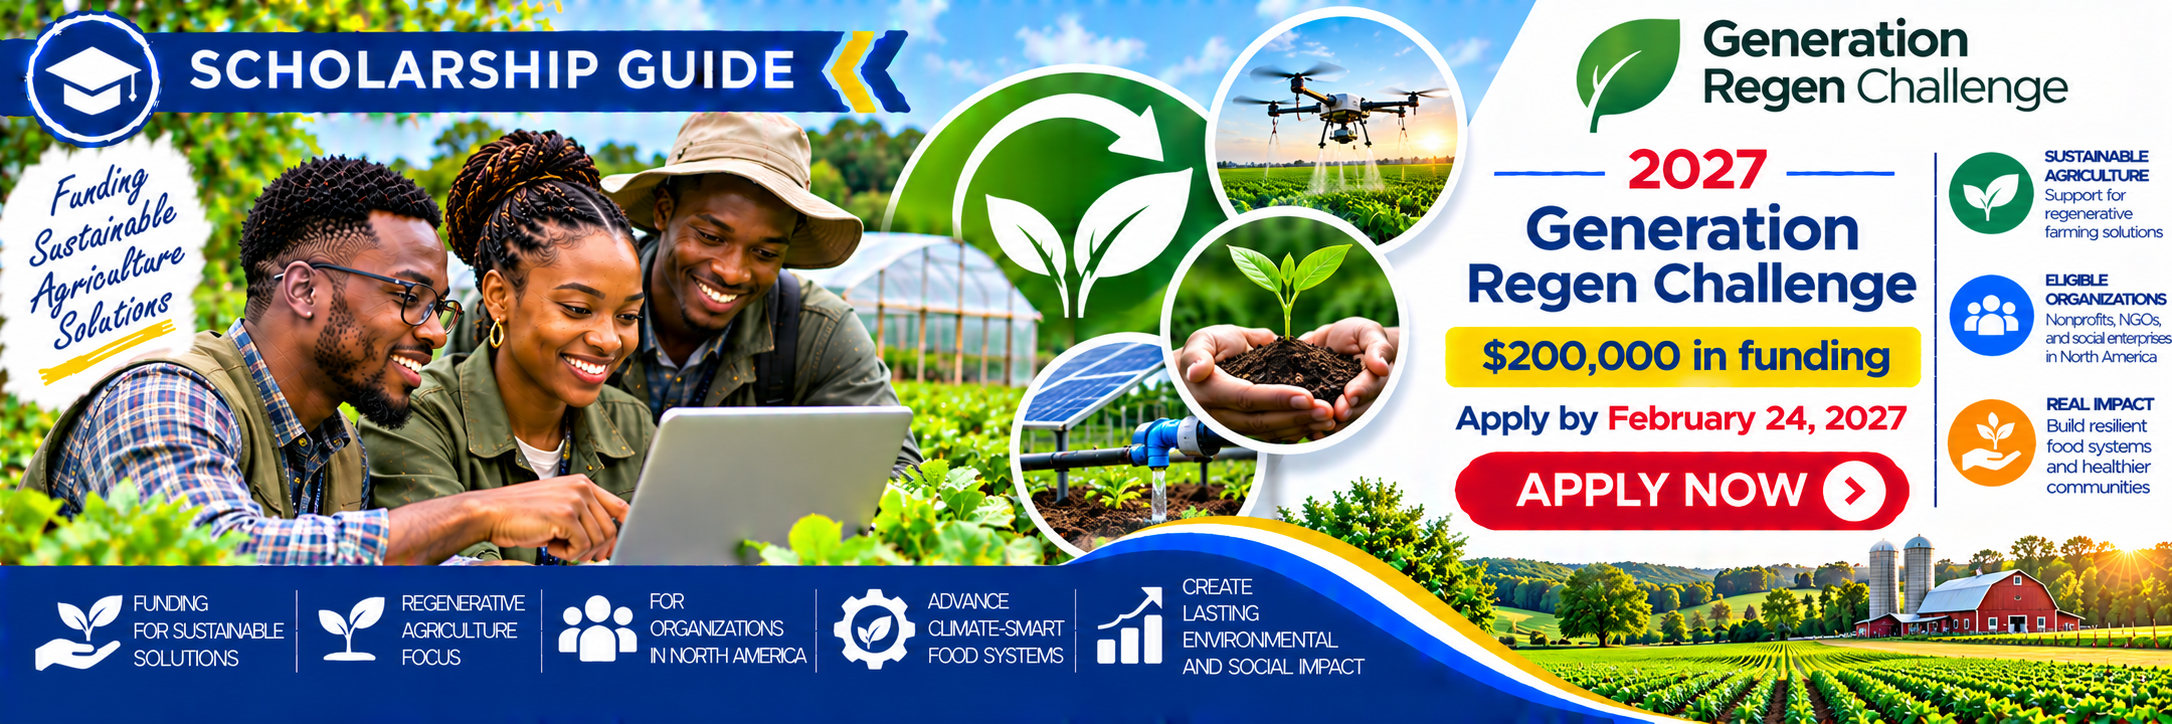 SCHOLARSHIP GUIDE
Funding
Sustainable
Agriculture
Solutions
Generation
Regen Challenge
2027
Generation
Regen Challenge
$200,000 in funding
Apply by February 24, 2027
APPLY NOW
SUSTAINABLE
AGRICULTURE
Support for
regenerative
farming solutions
ELIGIBLE
ORGANIZATIONS
Nonprofits, NGOs,
and social enterprises
in North America
REAL IMPACT
Build resilient
food systems
and healthier
communities
FUNDING
FOR SUSTAINABLE
SOLUTIONS
REGENERATIVE
AGRICULTURE
FOCUS
FOR
ORGANIZATIONS
IN NORTH AMERICA
ADVANCE
CLIMATE-SMART
FOOD SYSTEMS
CREATE
LASTING
ENVIRONMENTAL
AND SOCIAL IMPACT